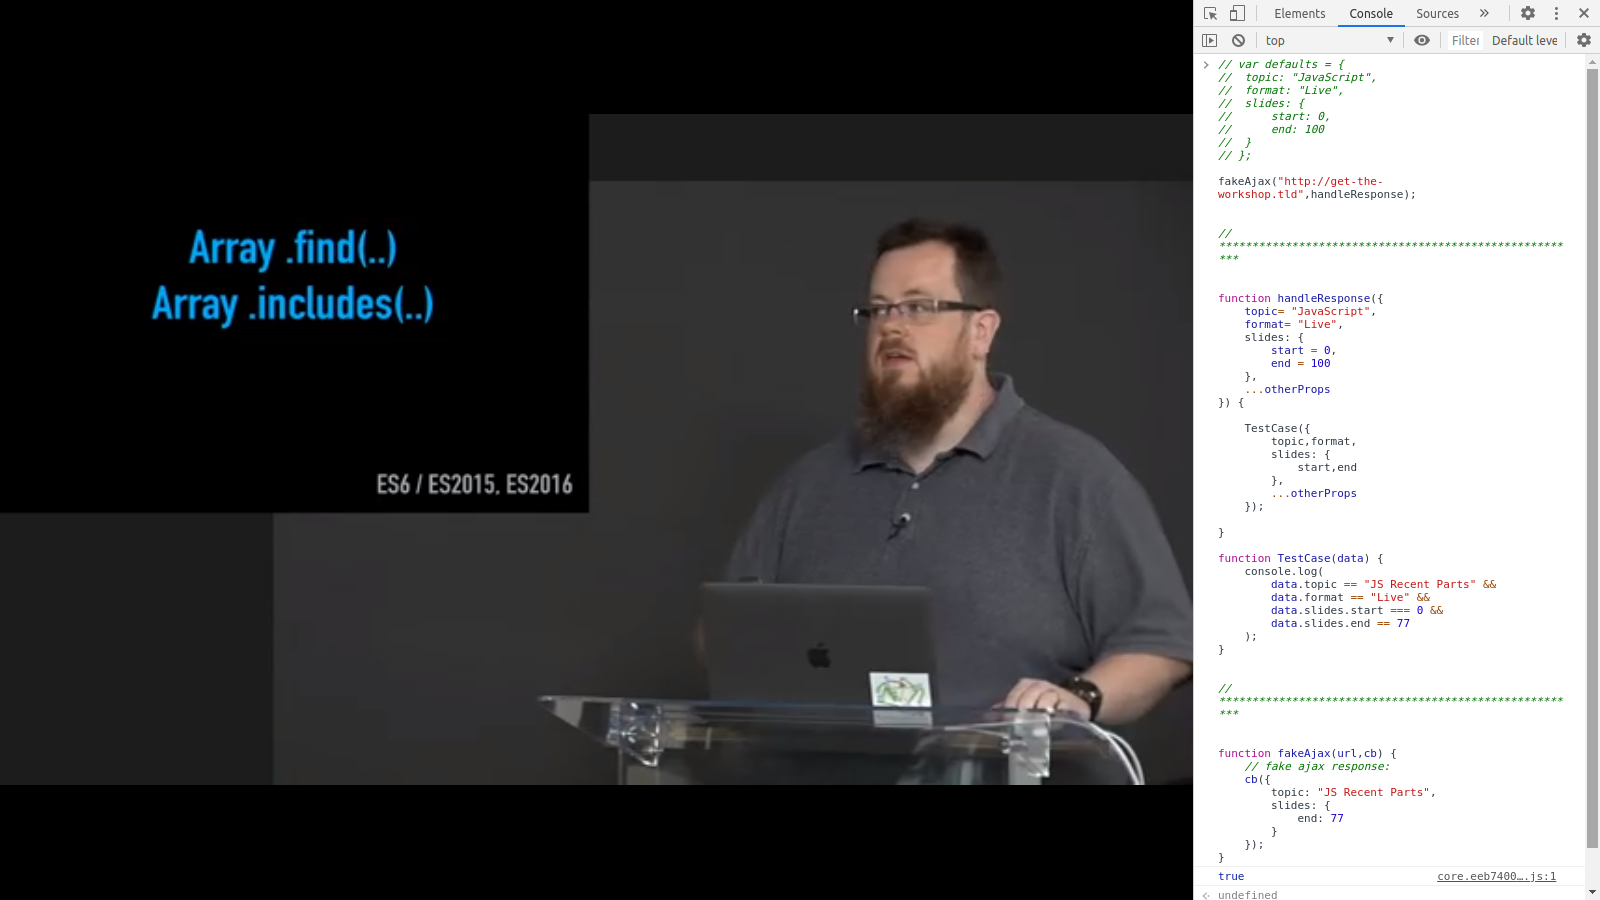 Array .find(..)
Array .includes(..)
ES6 / ES2015, ES2016
Elements Console Sources »
top Filter Default leve
// var defaults = {
//  topic: "JavaScript",
//  format: "Live",
//  slides: {
//      start: 0,
//      end: 100
//  }
// };
fakeAjax("http://get-the-
workshop.tld",handleResponse);
//
****************************************************
***
function handleResponse({
    topic= "JavaScript",
    format= "Live",
    slides: {
        start = 0,
        end = 100
    },
    ...otherProps
}) {
    TestCase({
        topic,format,
        slides: {
            start,end
        },
        ...otherProps
    });
}
function TestCase(data) {
    console.log(
        data.topic == "JS Recent Parts" &&
        data.format == "Live" &&
        data.slides.start === 0 &&
        data.slides.end == 77
    );
}
//
****************************************************
***
function fakeAjax(url,cb) {
    // fake ajax response:
    cb({
        topic: "JS Recent Parts",
        slides: {
            end: 77
        }
    });
}
true core.eeb7400….js:1
undefined